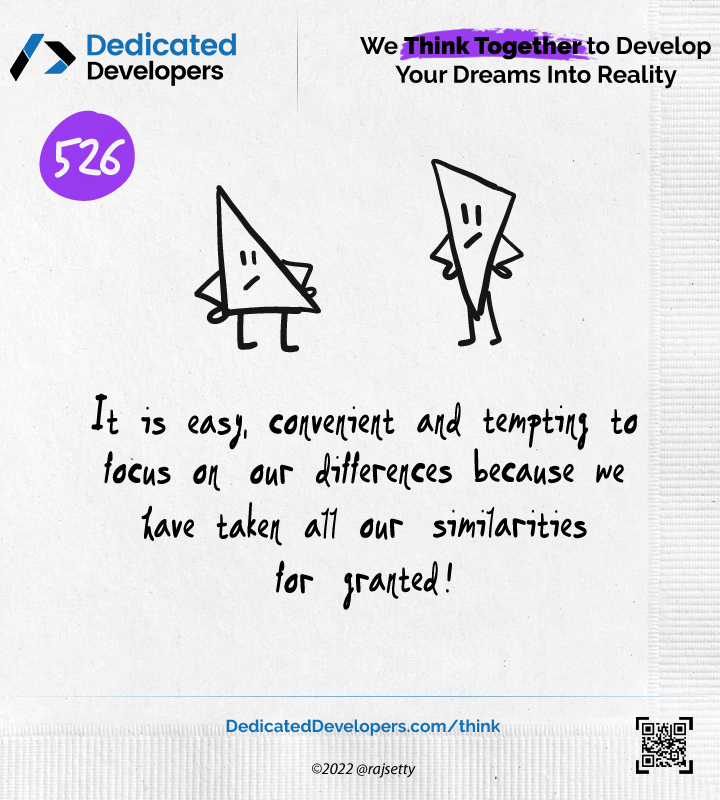 Dedicated
Developers
We Think Together to Develop
Your Dreams Into Reality
526
It is easy, convenient and tempting to
focus on our differences because we
have taken all our similarities
for granted!
DedicatedDevelopers.com/think
©2022 @rajsetty